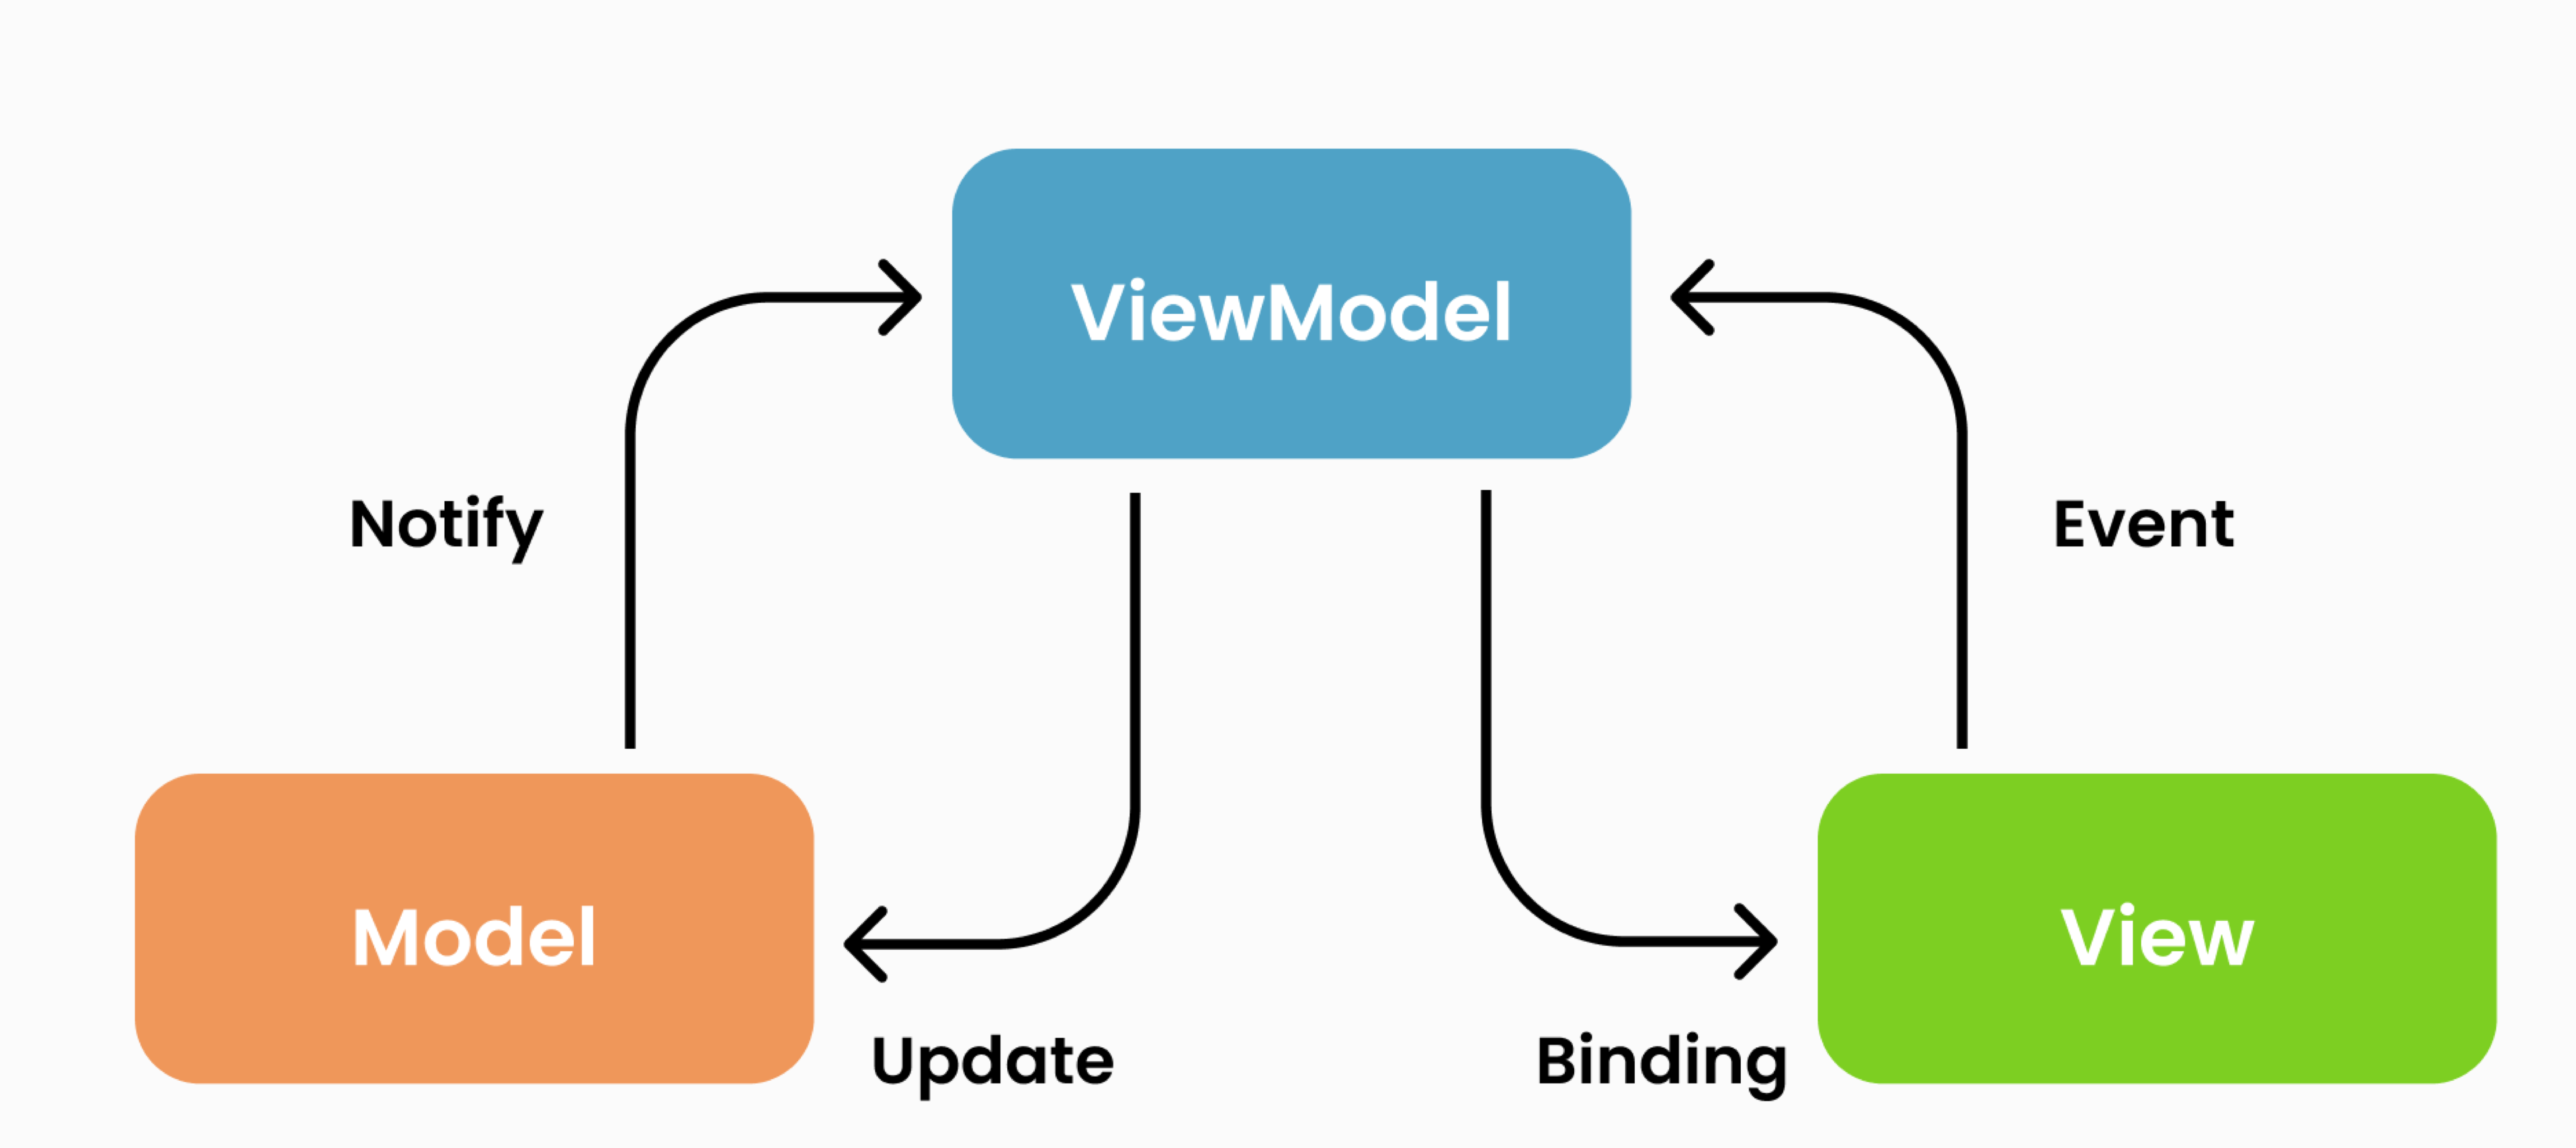 ViewModel
Notify
Event
Model
View
Update
Binding